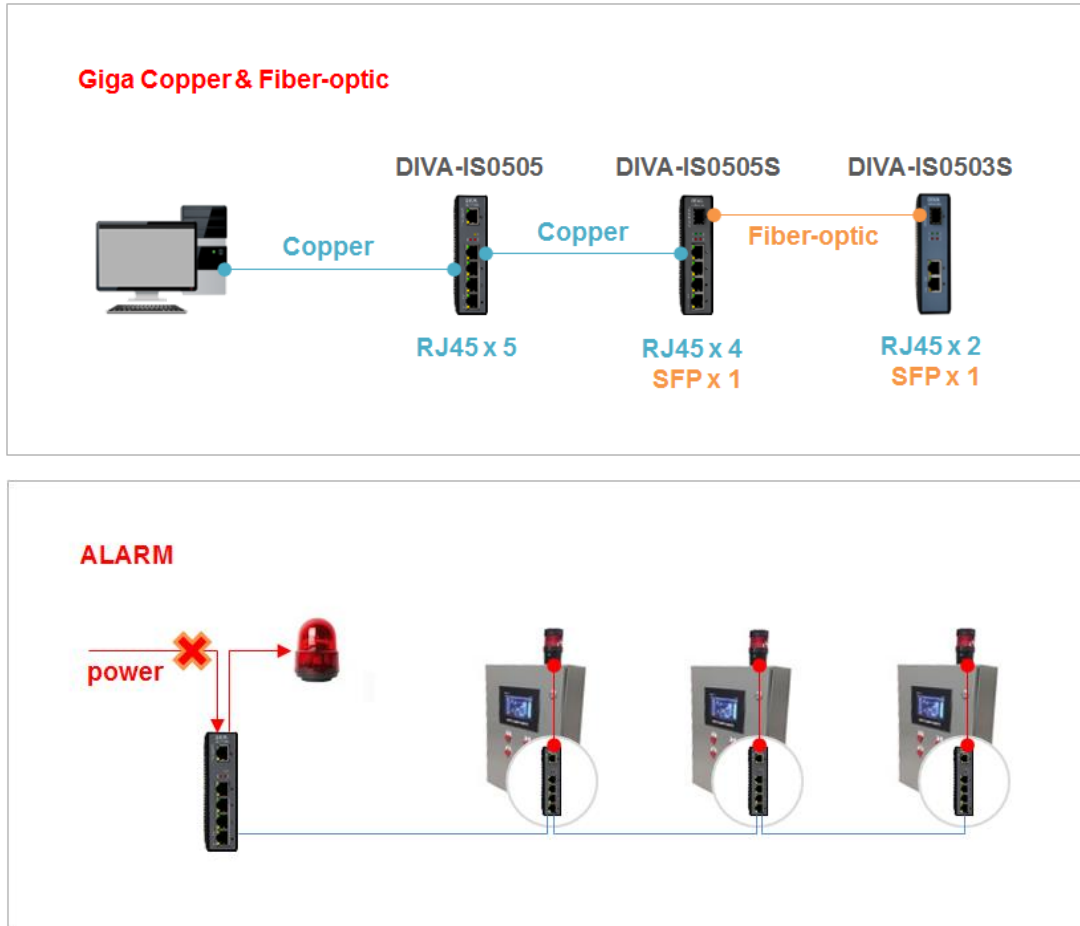 Giga Copper & Fiber-optic
DIVA-IS0505
DIVA-IS0505S
DIVA-IS0503S
Copper
Copper
Fiber-optic
RJ45 x 5
RJ45 x 4
SFP x 1
RJ45 x 2
SFP x 1
ALARM
power